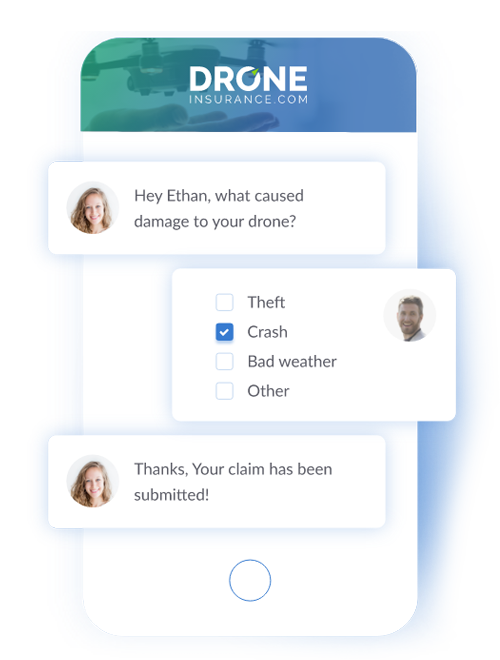 DRONE
INSURANCE.COM
Hey Ethan, what caused
damage to your drone?
Theft
Crash
Bad weather
Other
Thanks, Your claim has been
submitted!